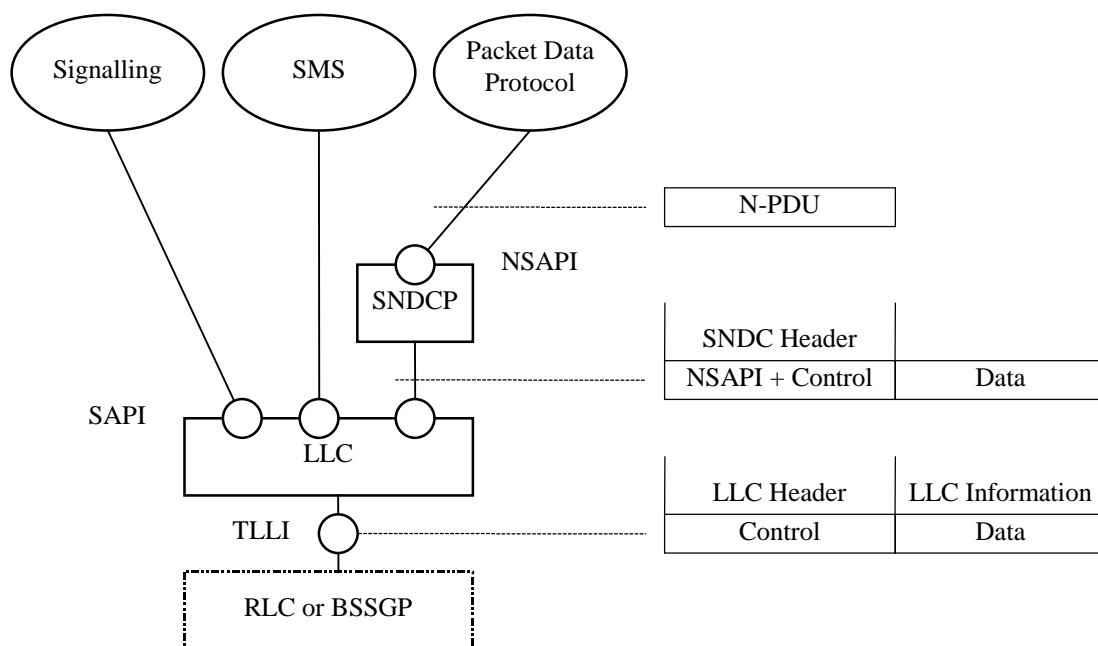 Signalling
SMS
Packet Data
Protocol
N-PDU
NSAPI
SNDCP
SNDC Header
NSAPI + Control
Data
SAPI
LLC
LLC Header
LLC Information
TLLI
Control
Data
RLC or BSSGP